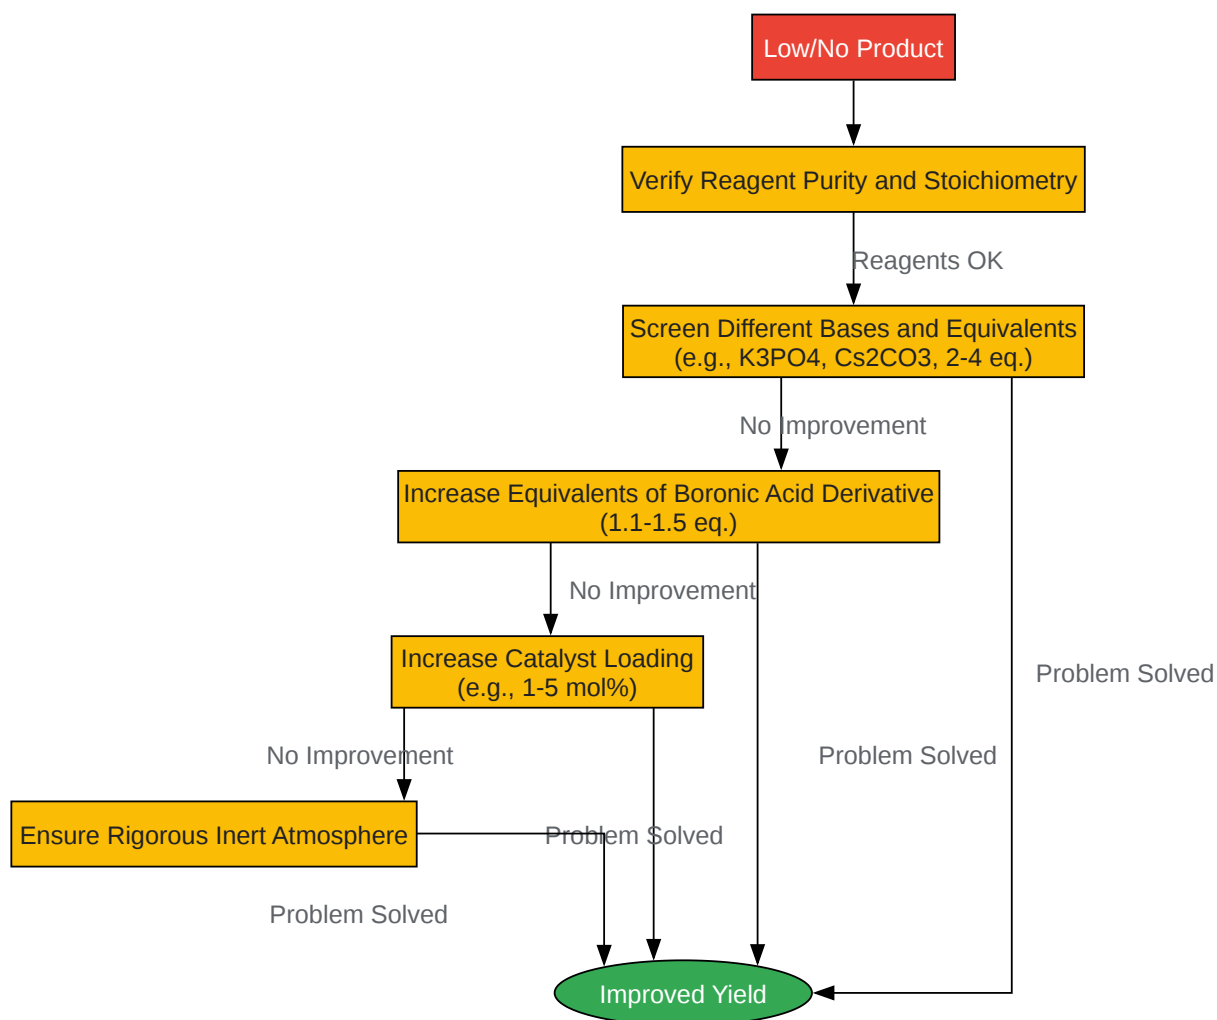 Low/No Product
Verify Reagent Purity and Stoichiometry
Reagents OK
Screen Different Bases and Equivalents
(e.g., K3PO4, Cs2CO3, 2-4 eq.)
No Improvement
Increase Equivalents of Boronic Acid Derivative
(1.1-1.5 eq.)
No Improvement
Increase Catalyst Loading
(e.g., 1-5 mol%)
Problem Solved
No Improvement
Problem Solved
Ensure Rigorous Inert Atmosphere
Problem Solved
Problem Solved
Improved Yield